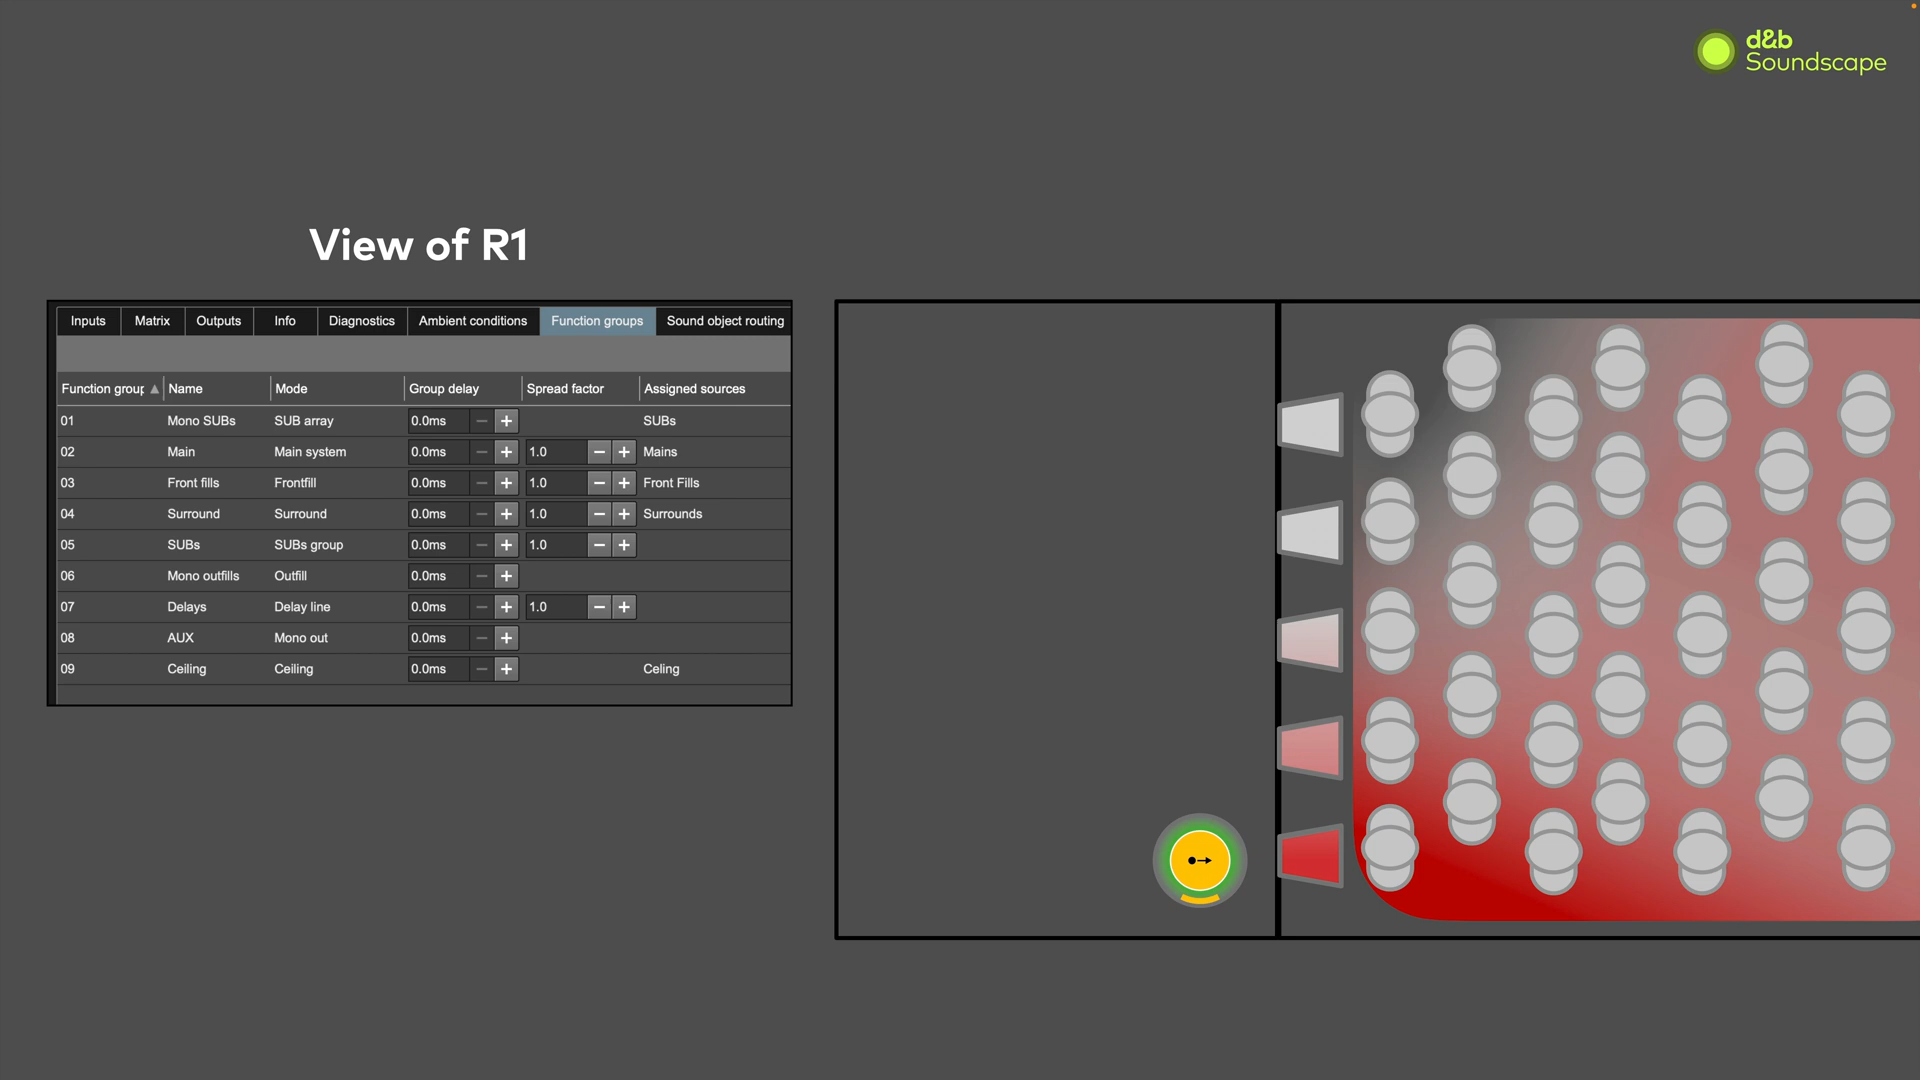 d&b
Soundscape
View of R1
Inputs Matrix Outputs Info Diagnostics Ambient conditions Function groups Sound object routing
Function group Name Mode Group delay Spread factor Assigned sources
01 Mono SUBs SUB array 0.0ms − + SUBs
02 Main Main system 0.0ms − + 1.0 − + Mains
03 Front fills Frontfill 0.0ms − + 1.0 − + Front Fills
04 Surround Surround 0.0ms − + 1.0 − + Surrounds
05 SUBs SUBs group 0.0ms − + 1.0 − +
06 Mono outfills Outfill 0.0ms − +
07 Delays Delay line 0.0ms − + 1.0 − +
08 AUX Mono out 0.0ms − +
09 Ceiling Ceiling 0.0ms − + Celing